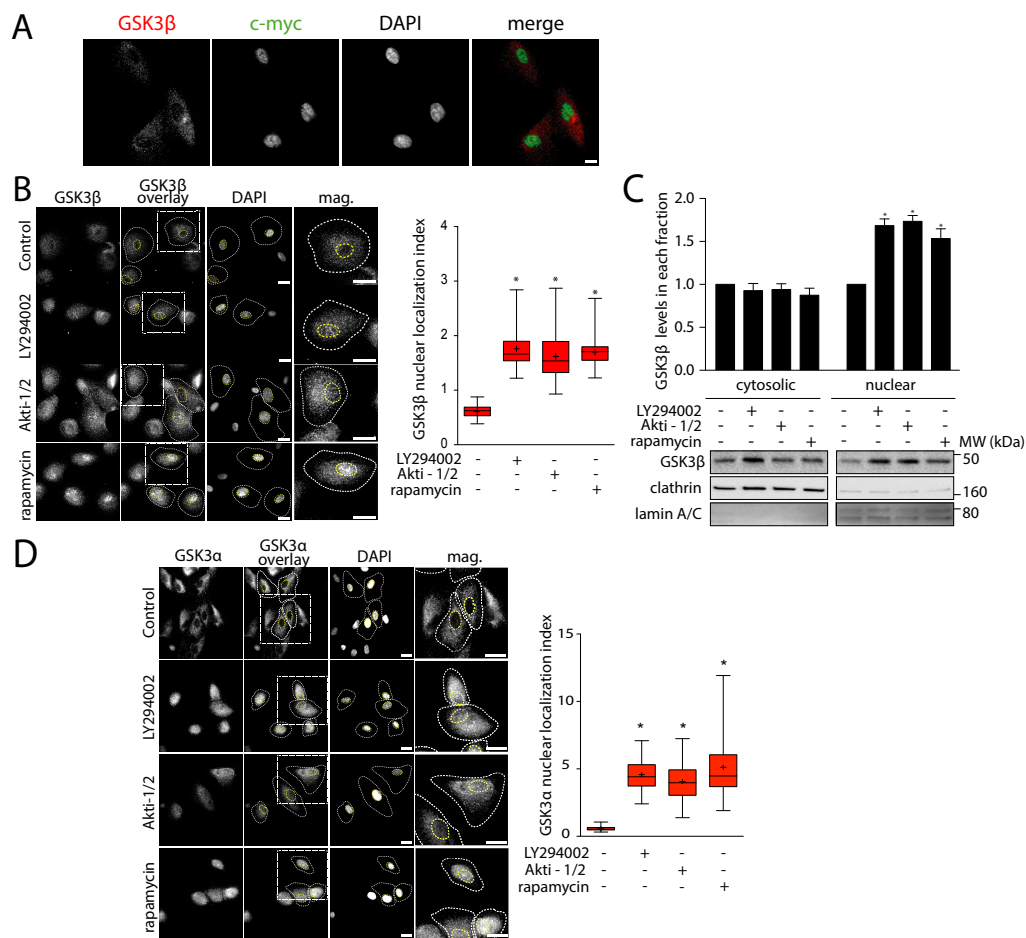 A
GSK3β c-myc DAPI merge
B
GSK3β GSK3β overlay DAPI mag.
Control
LY294002
Akti-1/2
rapamycin
GSK3β nuclear localization index
4
3
2
1
0
LY294002 - + - -
Akti - 1/2 - - + -
rapamycin - - - +
C
GSK3β levels in each fraction
2.0
1.5
1.0
0.5
0.0
cytosolic nuclear
LY294002 - + - - - + - -
Akti - 1/2 - - + - - - + -
rapamycin - - - + - - - + MW (kDa)
GSK3β 50
clathrin 160
lamin A/C 80
D
GSK3α GSK3α overlay DAPI mag.
Control
LY294002
Akti-1/2
rapamycin
GSK3α nuclear localization index
15
10
5
0
LY294002 - + - -
Akti - 1/2 - - + -
rapamycin - - - +